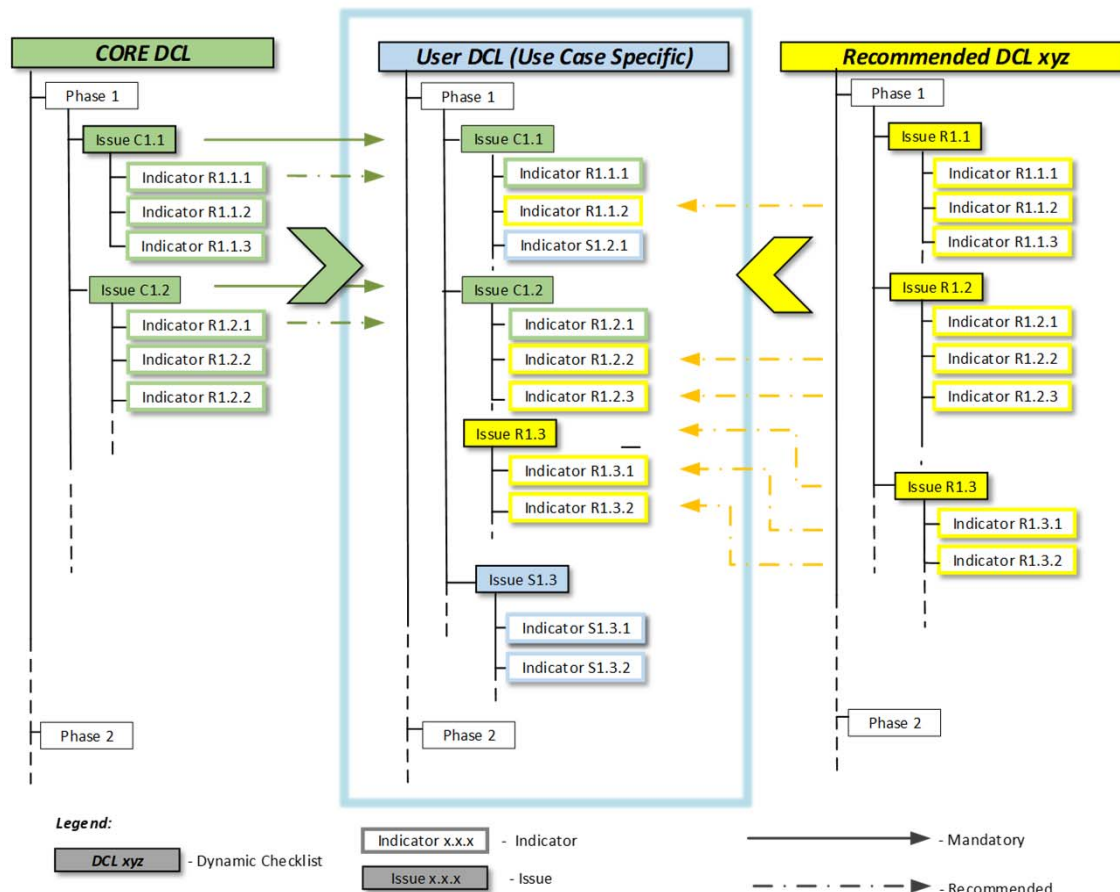 CORE DCL
Phase 1
Issue C1.1
Indicator R1.1.1
Indicator R1.1.2
Indicator R1.1.3
Issue C1.2
Indicator R1.2.1
Indicator R1.2.2
Indicator R1.2.2
Phase 2
User DCL (Use Case Specific)
Phase 1
Issue C1.1
Indicator R1.1.1
Indicator R1.1.2
Indicator S1.2.1
Issue C1.2
Indicator R1.2.1
Indicator R1.2.2
Indicator R1.2.3
Issue R1.3
Indicator R1.3.1
Indicator R1.3.2
Issue S1.3
Indicator S1.3.1
Indicator S1.3.2
Phase 2
Recommended DCL xyz
Phase 1
Issue R1.1
Indicator R1.1.1
Indicator R1.1.2
Indicator R1.1.3
Issue R1.2
Indicator R1.2.1
Indicator R1.2.2
Indicator R1.2.3
Issue R1.3
Indicator R1.3.1
Indicator R1.3.2
Phase 2
Legend:
DCL xyz - Dynamic Checklist
Indicator x.x.x - Indicator
Issue x.x.x - Issue
- Mandatory
- Recommended